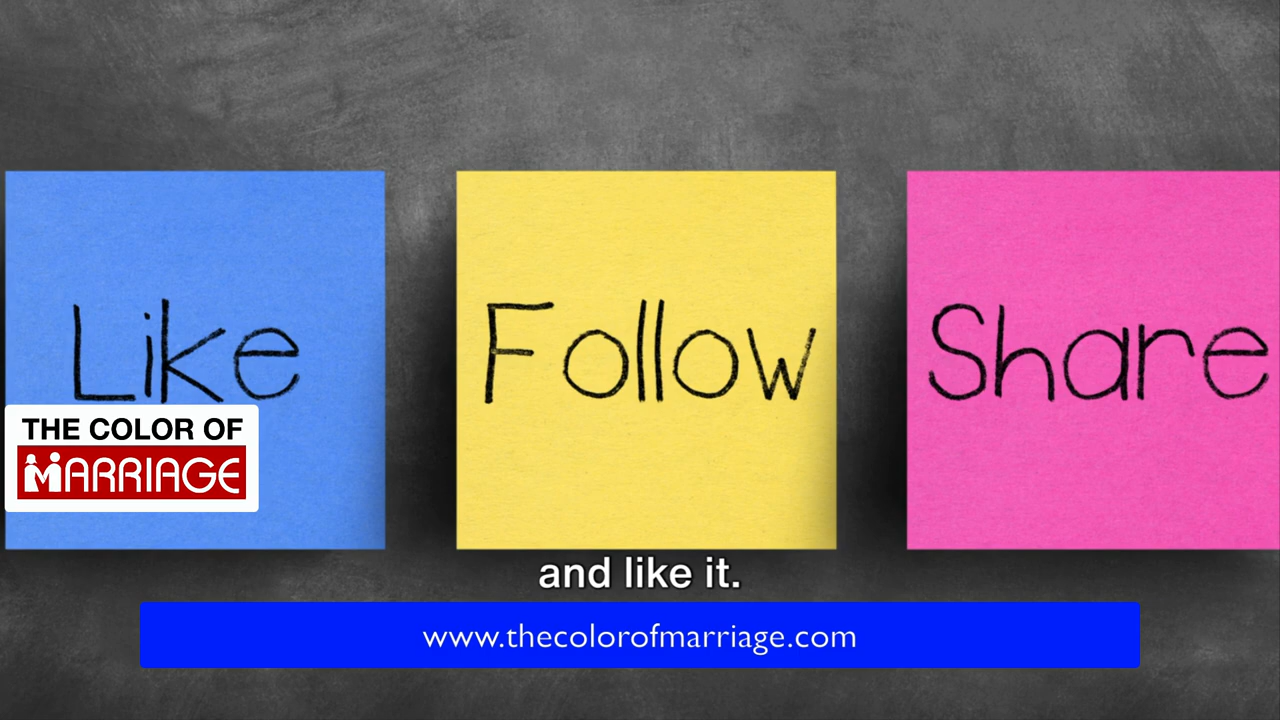 Like
Follow
Share
THE COLOR OF
MARRIAGE
and like it.
www.thecolorofmarriage.com